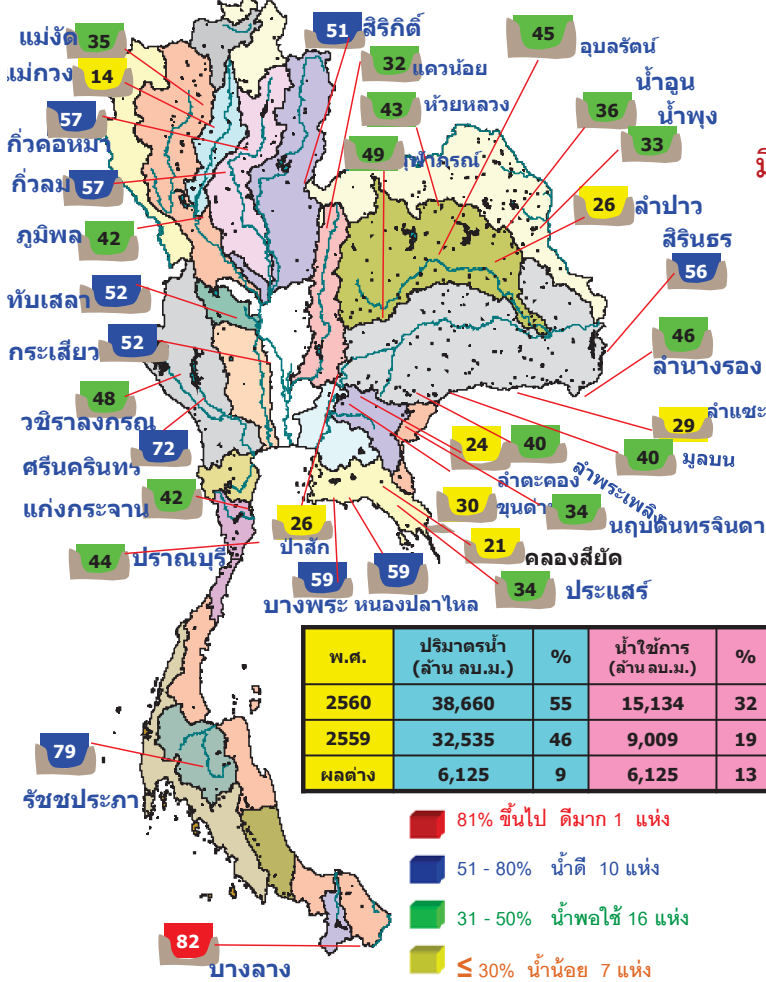 51 สิริกิติ์
45 อุบลรัตน์
แม่งัด 35
แม่กวง 14
32 แควน้อย
43 ห้วยหลวง
น้ำอูน
36
น้ำพุง
33
57
กิ่วคอหมา
49
กิ่วลม 57
26 ลำปาว
ภูมิพล 42
สิรินธร
56
ทับเสลา 52
กระเสียว 52
46
ลำนางรอง
48
วชิราลงกรณ
72
ศรีนครินทร์
29 ลำแชะ
24 40
40 มูลบน
ลำตะคอง
ลำพระเพลิง
แก่งกระจาน 42
30
34
นฤบดินทรจินดา
26
ป่าสัก
21 คลองสียัด
44 ปราณบุรี
59 59
บางพระ หนองปลาไหล
34 ประแสร์
พ.ศ. ปริมาตรน้ำ (ล้าน ลบ.ม.) % น้ำใช้การ (ล้าน ลบ.ม.) %
2560 38,660 55 15,134 32
2559 32,535 46 9,009 19
ผลต่าง 6,125 9 6,125 13
79
รัชชประภา
81% ขึ้นไป ดีมาก 1 แห่ง
51 - 80% น้ำดี 10 แห่ง
31 - 50% น้ำพอใช้ 16 แห่ง
≤ 30% น้ำน้อย 7 แห่ง
82
บางลาง